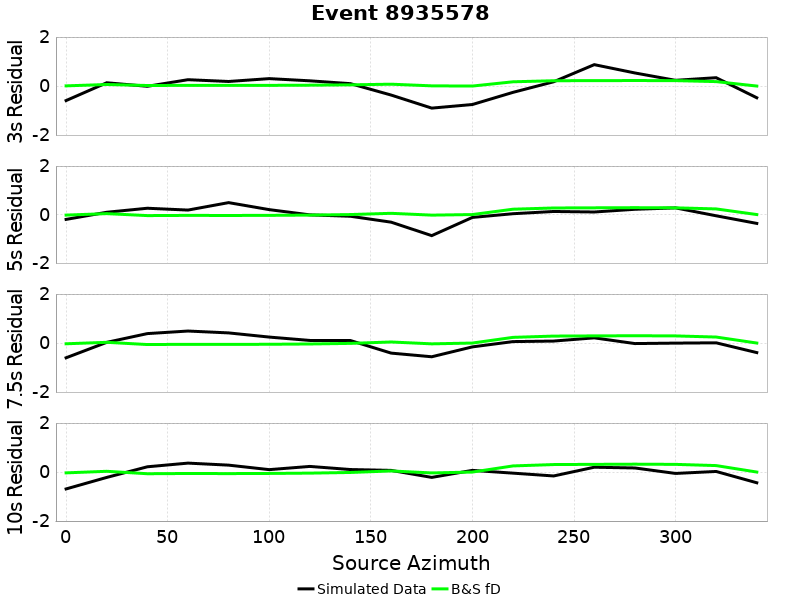 Event 8935578
3s Residual
2
0
-2
5s Residual
2
0
-2
7.5s Residual
2
0
-2
10s Residual
2
0
-2
0 50 100 150 200 250 300
Source Azimuth
Simulated Data B&S fD